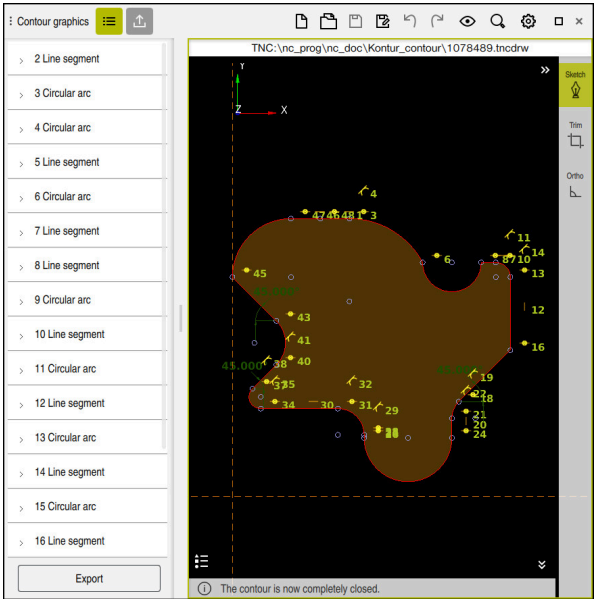 Contour graphics
TNC:\nc_prog\nc_doc\Kontur_contour\1078489.tncdrw
2 Line segment
3 Circular arc
4 Circular arc
5 Line segment
6 Circular arc
7 Line segment
8 Line segment
9 Circular arc
10 Line segment
11 Circular arc
12 Line segment
13 Circular arc
14 Line segment
15 Circular arc
16 Line segment
Export
Y
Z X
4
47 46 48 1 3
11
14
6 8 7 10
45 13
43 12
41
40 16
45.000 38
35 32 19
22
18
34 30 31 29
21
20
24
Sketch
Trim
Ortho
The contour is now completely closed.